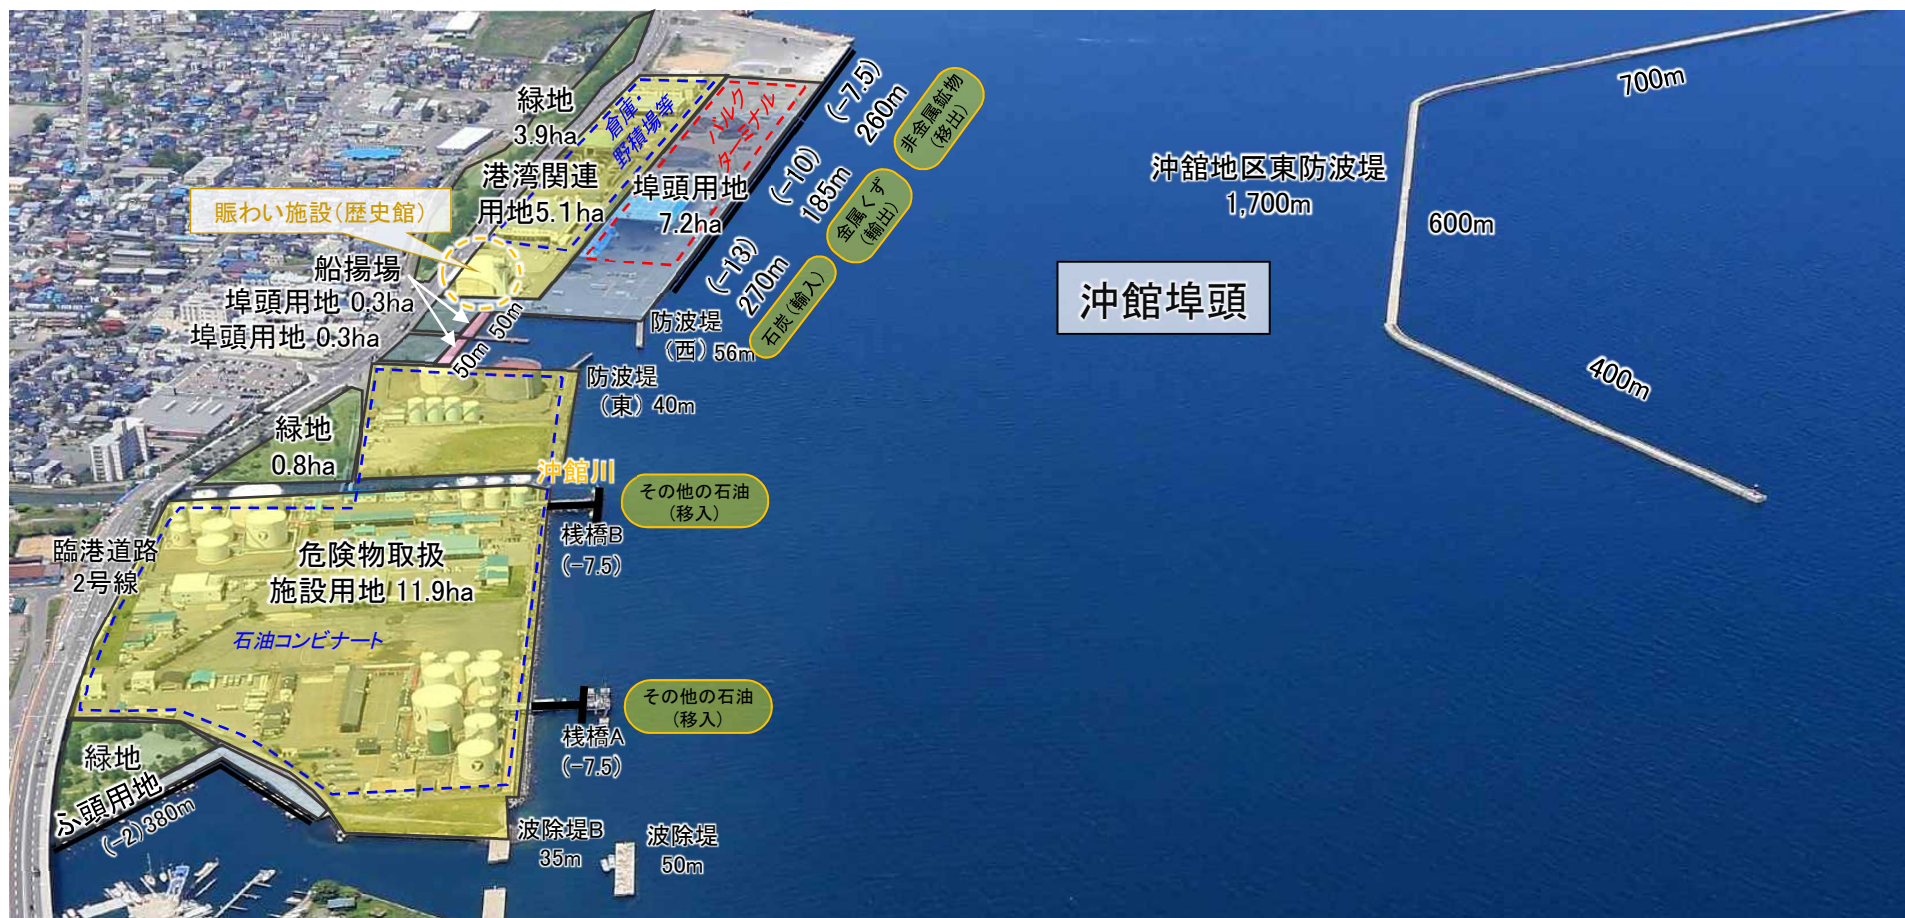 700m
緑地
3.9ha
倉庫・
野積場等
バルク
ターミナル
(-7.5)
260m
非金属鉱物
(移出)
港湾関連
用地5.1ha
埠頭用地
7.2ha
(-10)
185m
金属くず
(輸出)
沖舘地区東防波堤
1,700m
600m
賑わい施設(歴史館)
船揚場
埠頭用地 0.3ha
埠頭用地 0.3ha
50m
50m
(-13)
270m
石炭(輸入)
防波堤
(西) 56m
沖館埠頭
防波堤
(東) 40m
400m
緑地
0.8ha
沖館川
その他の石油
(移入)
桟橋B
(-7.5)
臨港道路
2号線
危険物取扱
施設用地 11.9ha
石油コンビナート
その他の石油
(移入)
桟橋A
(-7.5)
緑地
ふ頭用地
(-2)380m
波除堤B
35m
波除堤
50m